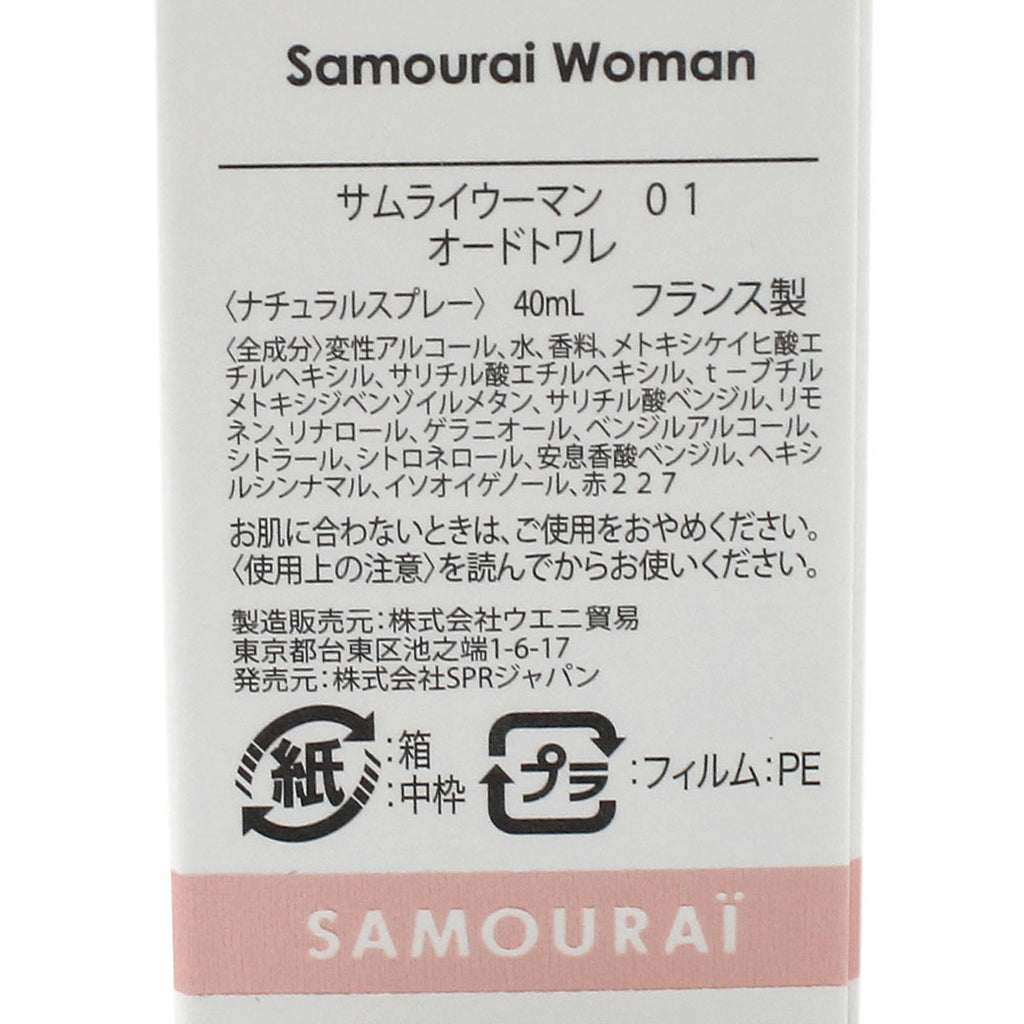 Samourai Woman
サムライウーマン　０１
オードトワレ
〈ナチュラルスプレー〉 40mL フランス製
〈全成分〉変性アルコール、水、香料、メトキシケイヒ酸エ
チルヘキシル、サリチル酸エチルヘキシル、ｔ－ブチル
メトキシジベンゾイルメタン、サリチル酸ベンジル、リモ
ネン、リナロール、ゲラニオール、ベンジルアルコール、
シトラール、シトロネロール、安息香酸ベンジル、ヘキシ
ルシンナマル、イソオイゲノール、赤２２７
お肌に合わないときは、ご使用をおやめください。
〈使用上の注意〉を読んでからお使いください。
製造販売元：株式会社ウエニ貿易
東京都台東区池之端1-6-17
発売元：株式会社SPRジャパン
紙：箱
：中枠
プラ：フィルム：PE
SAMOURAÏ